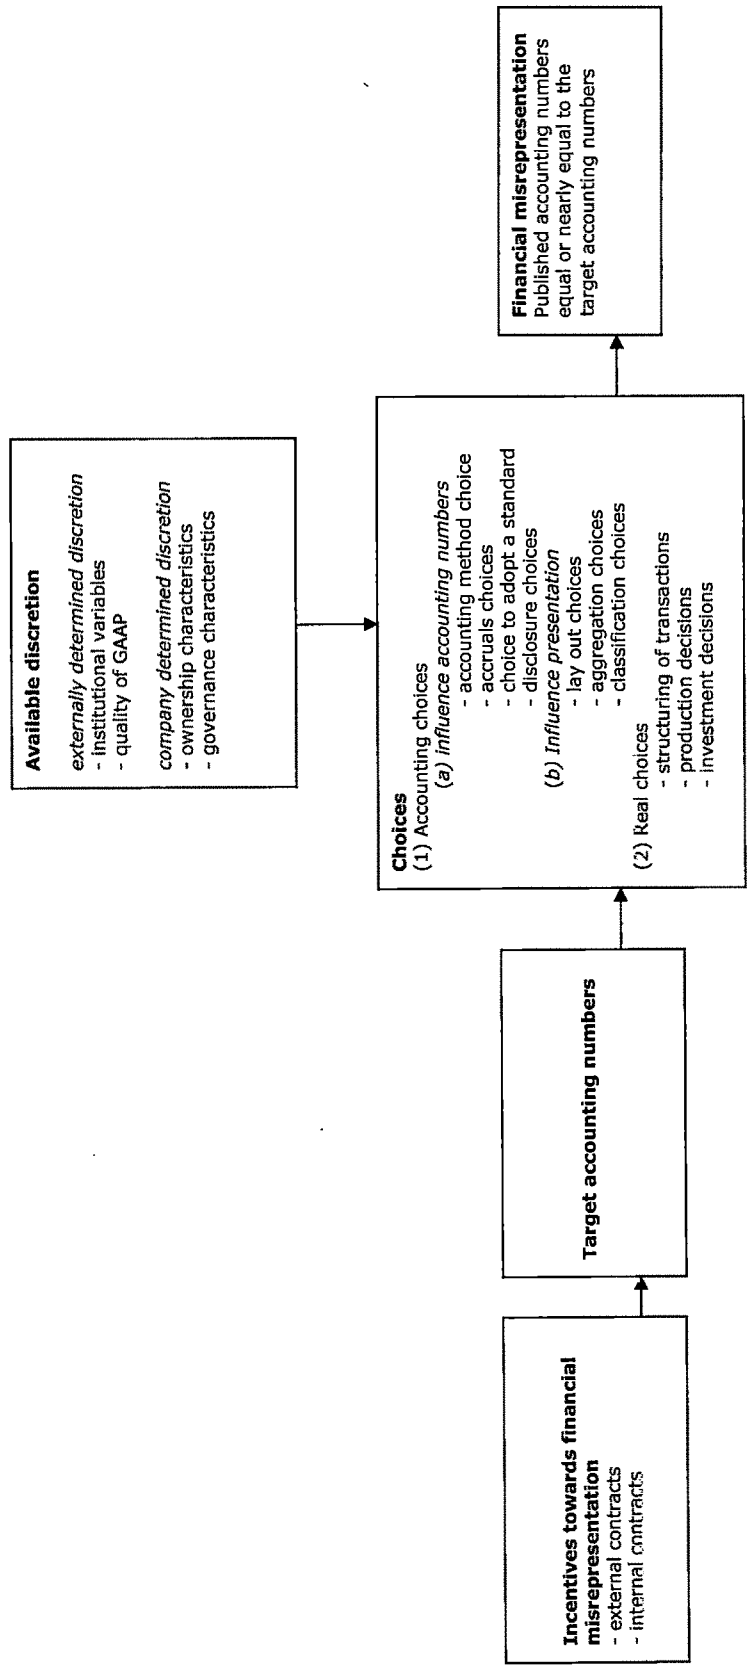 Available discretion
externally determined discretion
- institutional variables
- quality of GAAP
company determined discretion
- ownership characteristics
- governance characteristics
Incentives towards financial
misrepresentation
- external contracts
- internal contracts
Target accounting numbers
Choices
(1) Accounting choices
(a) influence accounting numbers
- accounting method choice
- accruals choices
- choice to adopt a standard
- disclosure choices
(b) Influence presentation
- lay out choices
- aggregation choices
- classification choices
(2) Real choices
- structuring of transactions
- production decisions
- investment decisions
Financial misrepresentation
Published accounting numbers
equal or nearly equal to the
target accounting numbers